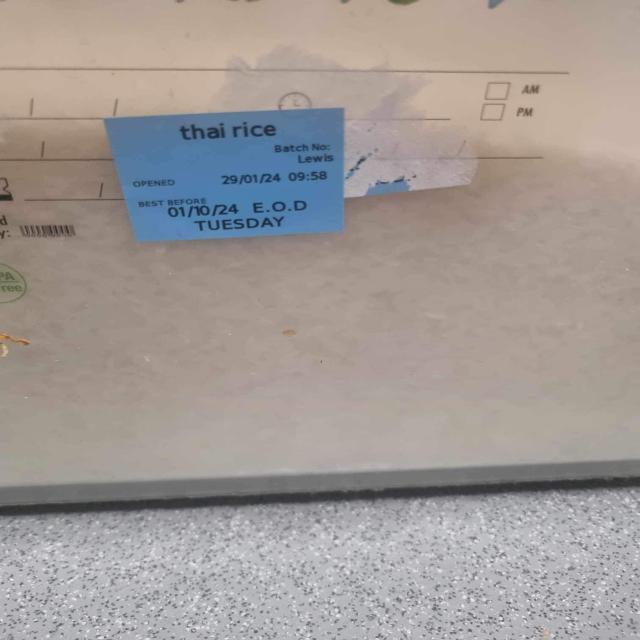 AM
PM
thai rice
Batch No:
Lewis
OPENED 29/01/24 09:58
BEST BEFORE
01/10/24 E.O.D
TUESDAY